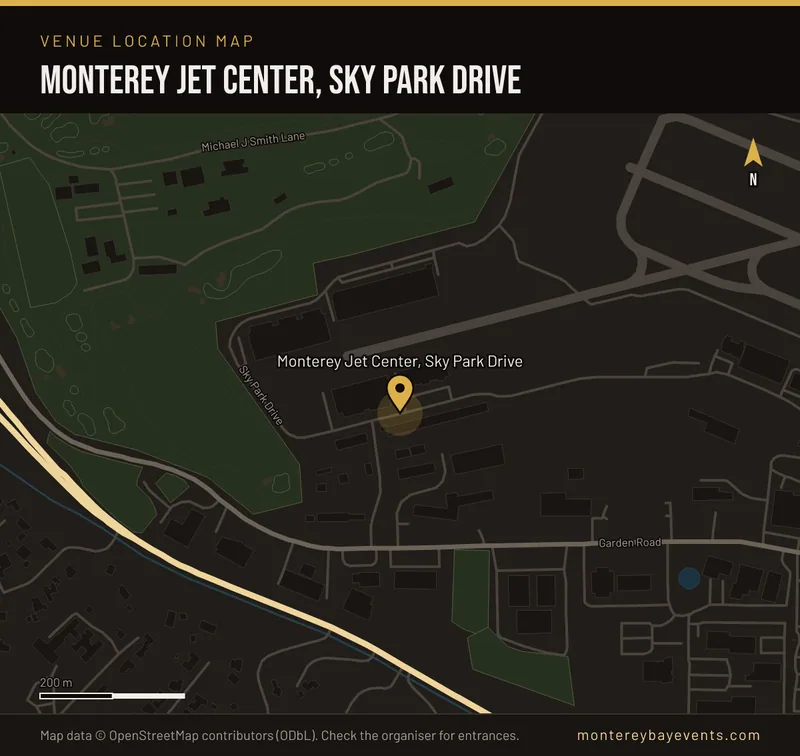 VENUE LOCATION MAP
MONTEREY JET CENTER, SKY PARK DRIVE
Michael J Smith Lane
N
Monterey Jet Center, Sky Park Drive
Sky Park Drive
Garden Road
200 m
Map data © OpenStreetMap contributors (ODbL). Check the organiser for entrances.
montereybayevents.com